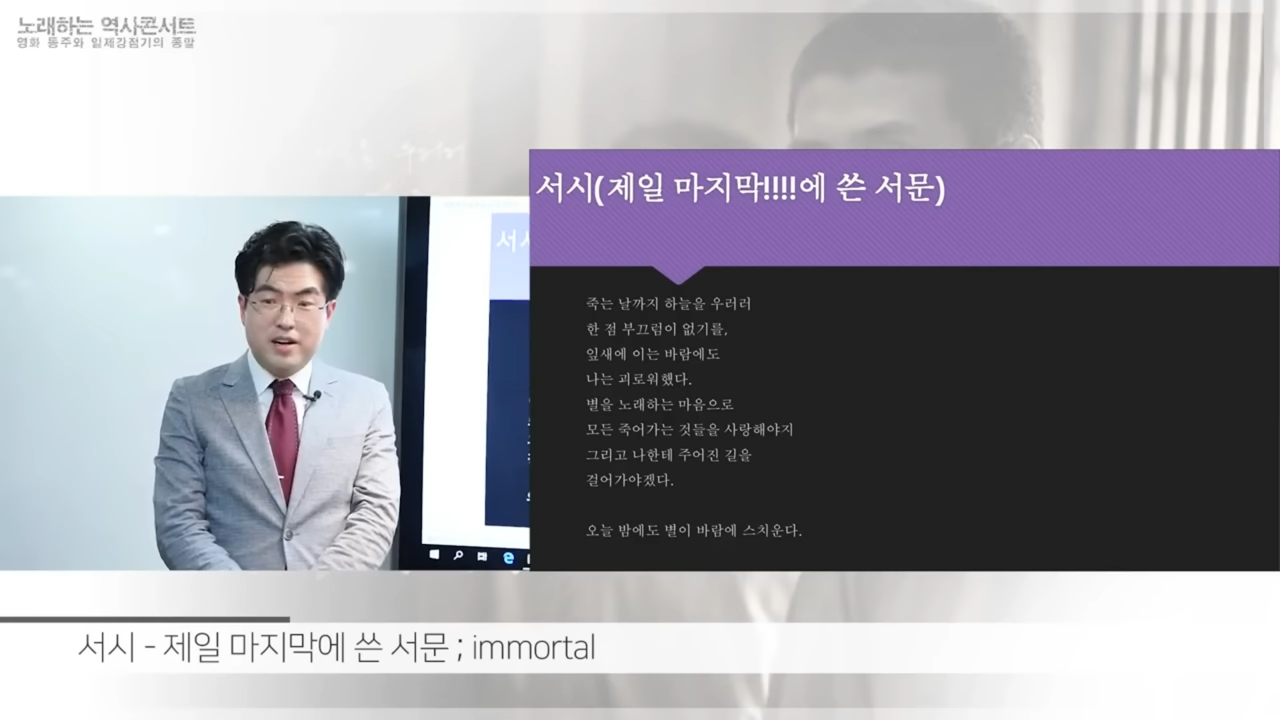 노래하는 역사콘서트
영화 동주와 일제강점기의 종말
서시(제일 마지막!!!!에 쓴 서문)
서시
죽는 날까지 하늘을 우러러
한 점 부끄럼이 없기를,
잎새에 이는 바람에도
나는 괴로워했다.
별을 노래하는 마음으로
모든 죽어가는 것들을 사랑해야지
그리고 나한테 주어진 길을
걸어가야겠다.
오늘 밤에도 별이 바람에 스치운다.
서시 - 제일 마지막에 쓴 서문 ; immortal